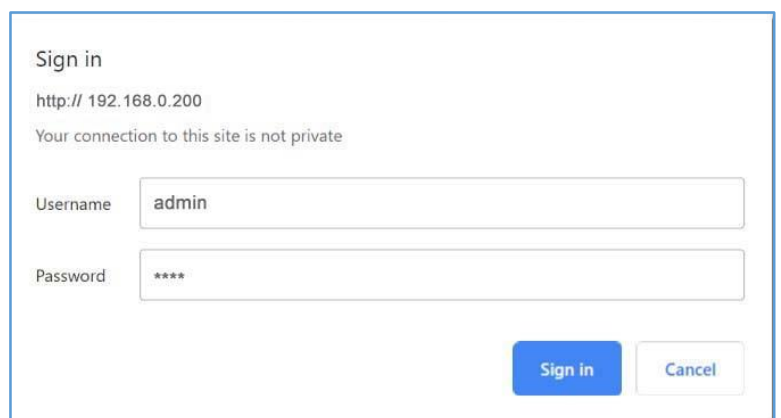 Sign in
http:// 192.168.0.200
Your connection to this site is not private
Username admin
Password ****
Sign in Cancel